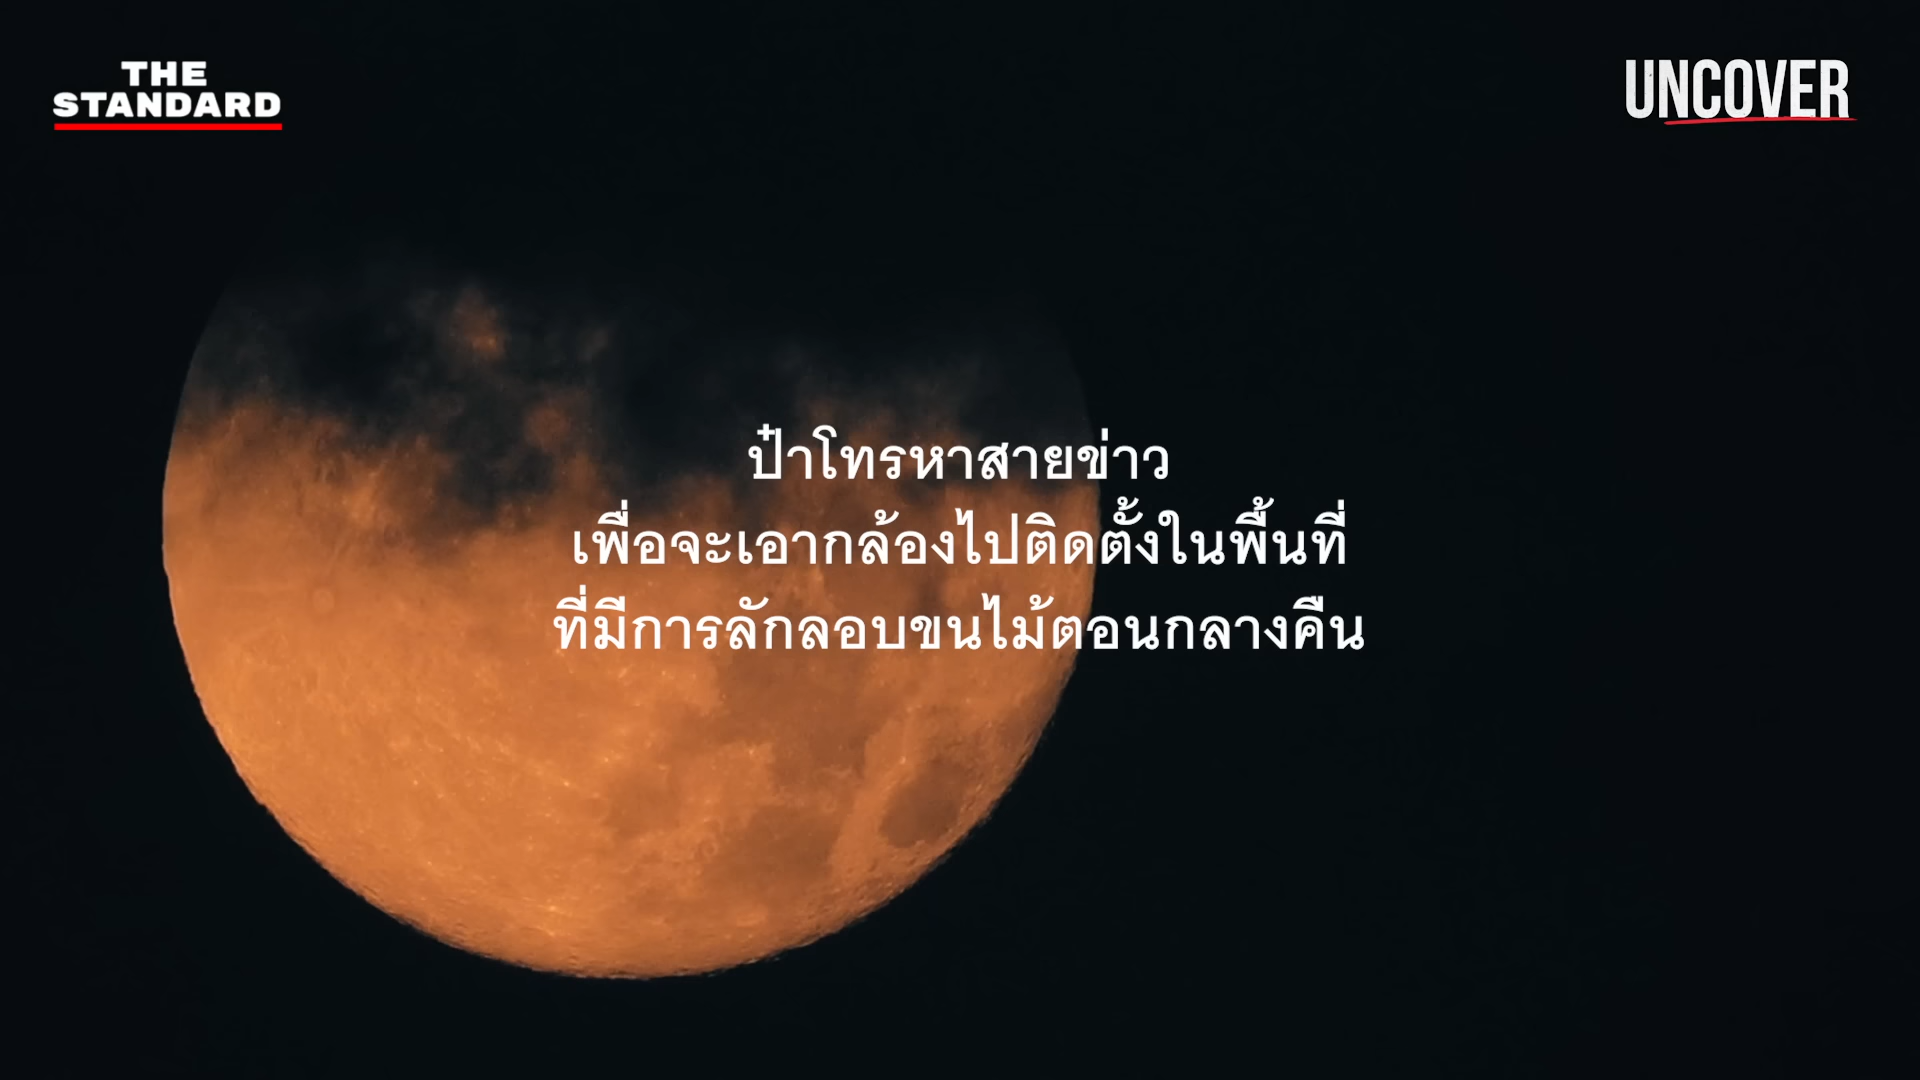 THE
STANDARD
UNCOVER
ป๋าโทรหาสายข่าว
เพื่อจะเอากล้องไปติดตั้งในพื้นที่
ที่มีการลักลอบขนไม้ตอนกลางคืน